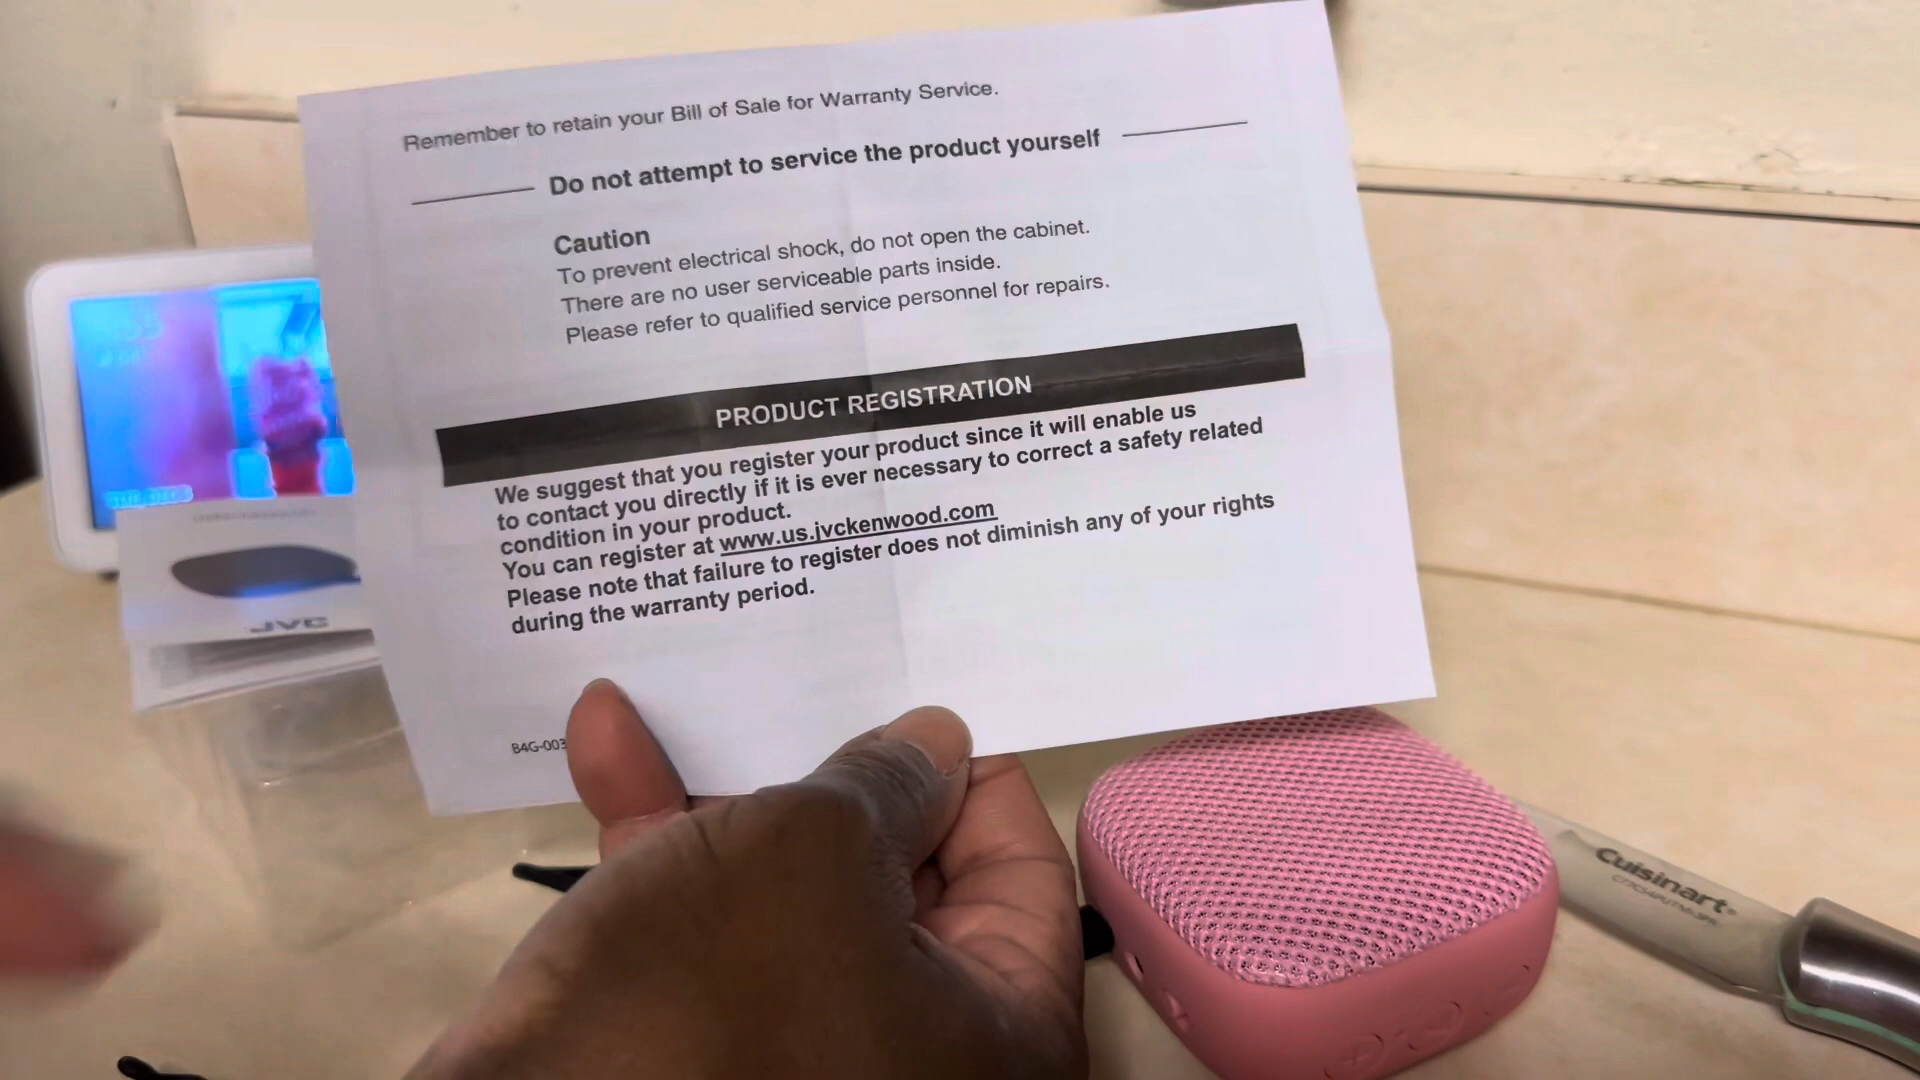 Remember to retain your Bill of Sale for Warranty Service.
Do not attempt to service the product yourself
Caution
To prevent electrical shock, do not open the cabinet.
There are no user serviceable parts inside.
Please refer to qualified service personnel for repairs.
PRODUCT REGISTRATION
We suggest that you register your product since it will enable us
to contact you directly if it is ever necessary to correct a safety related
condition in your product.
You can register at www.us.jvckenwood.com
Please note that failure to register does not diminish any of your rights
during the warranty period.
B4G-003
JVC
Cuisinart